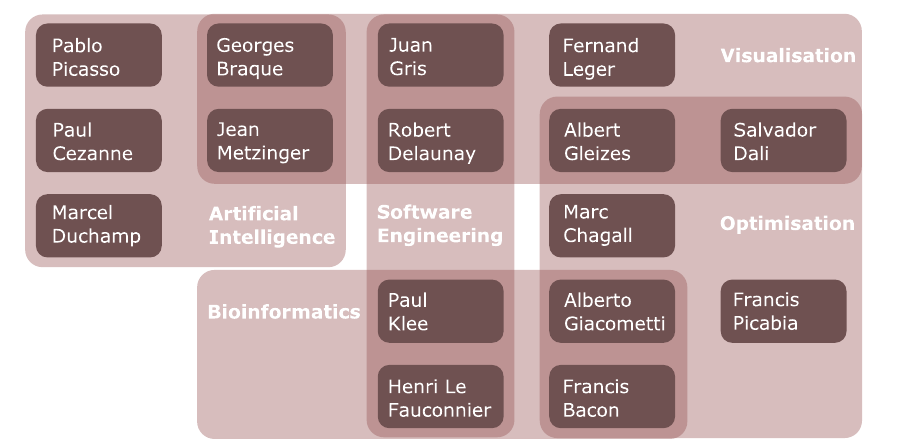 Pablo
Picasso
Georges
Braque
Juan
Gris
Fernand
Leger
Visualisation
Paul
Cezanne
Jean
Metzinger
Robert
Delaunay
Albert
Gleizes
Salvador
Dali
Marcel
Duchamp
Artificial
Intelligence
Software
Engineering
Marc
Chagall
Optimisation
Bioinformatics
Paul
Klee
Alberto
Giacometti
Francis
Picabia
Henri Le
Fauconnier
Francis
Bacon